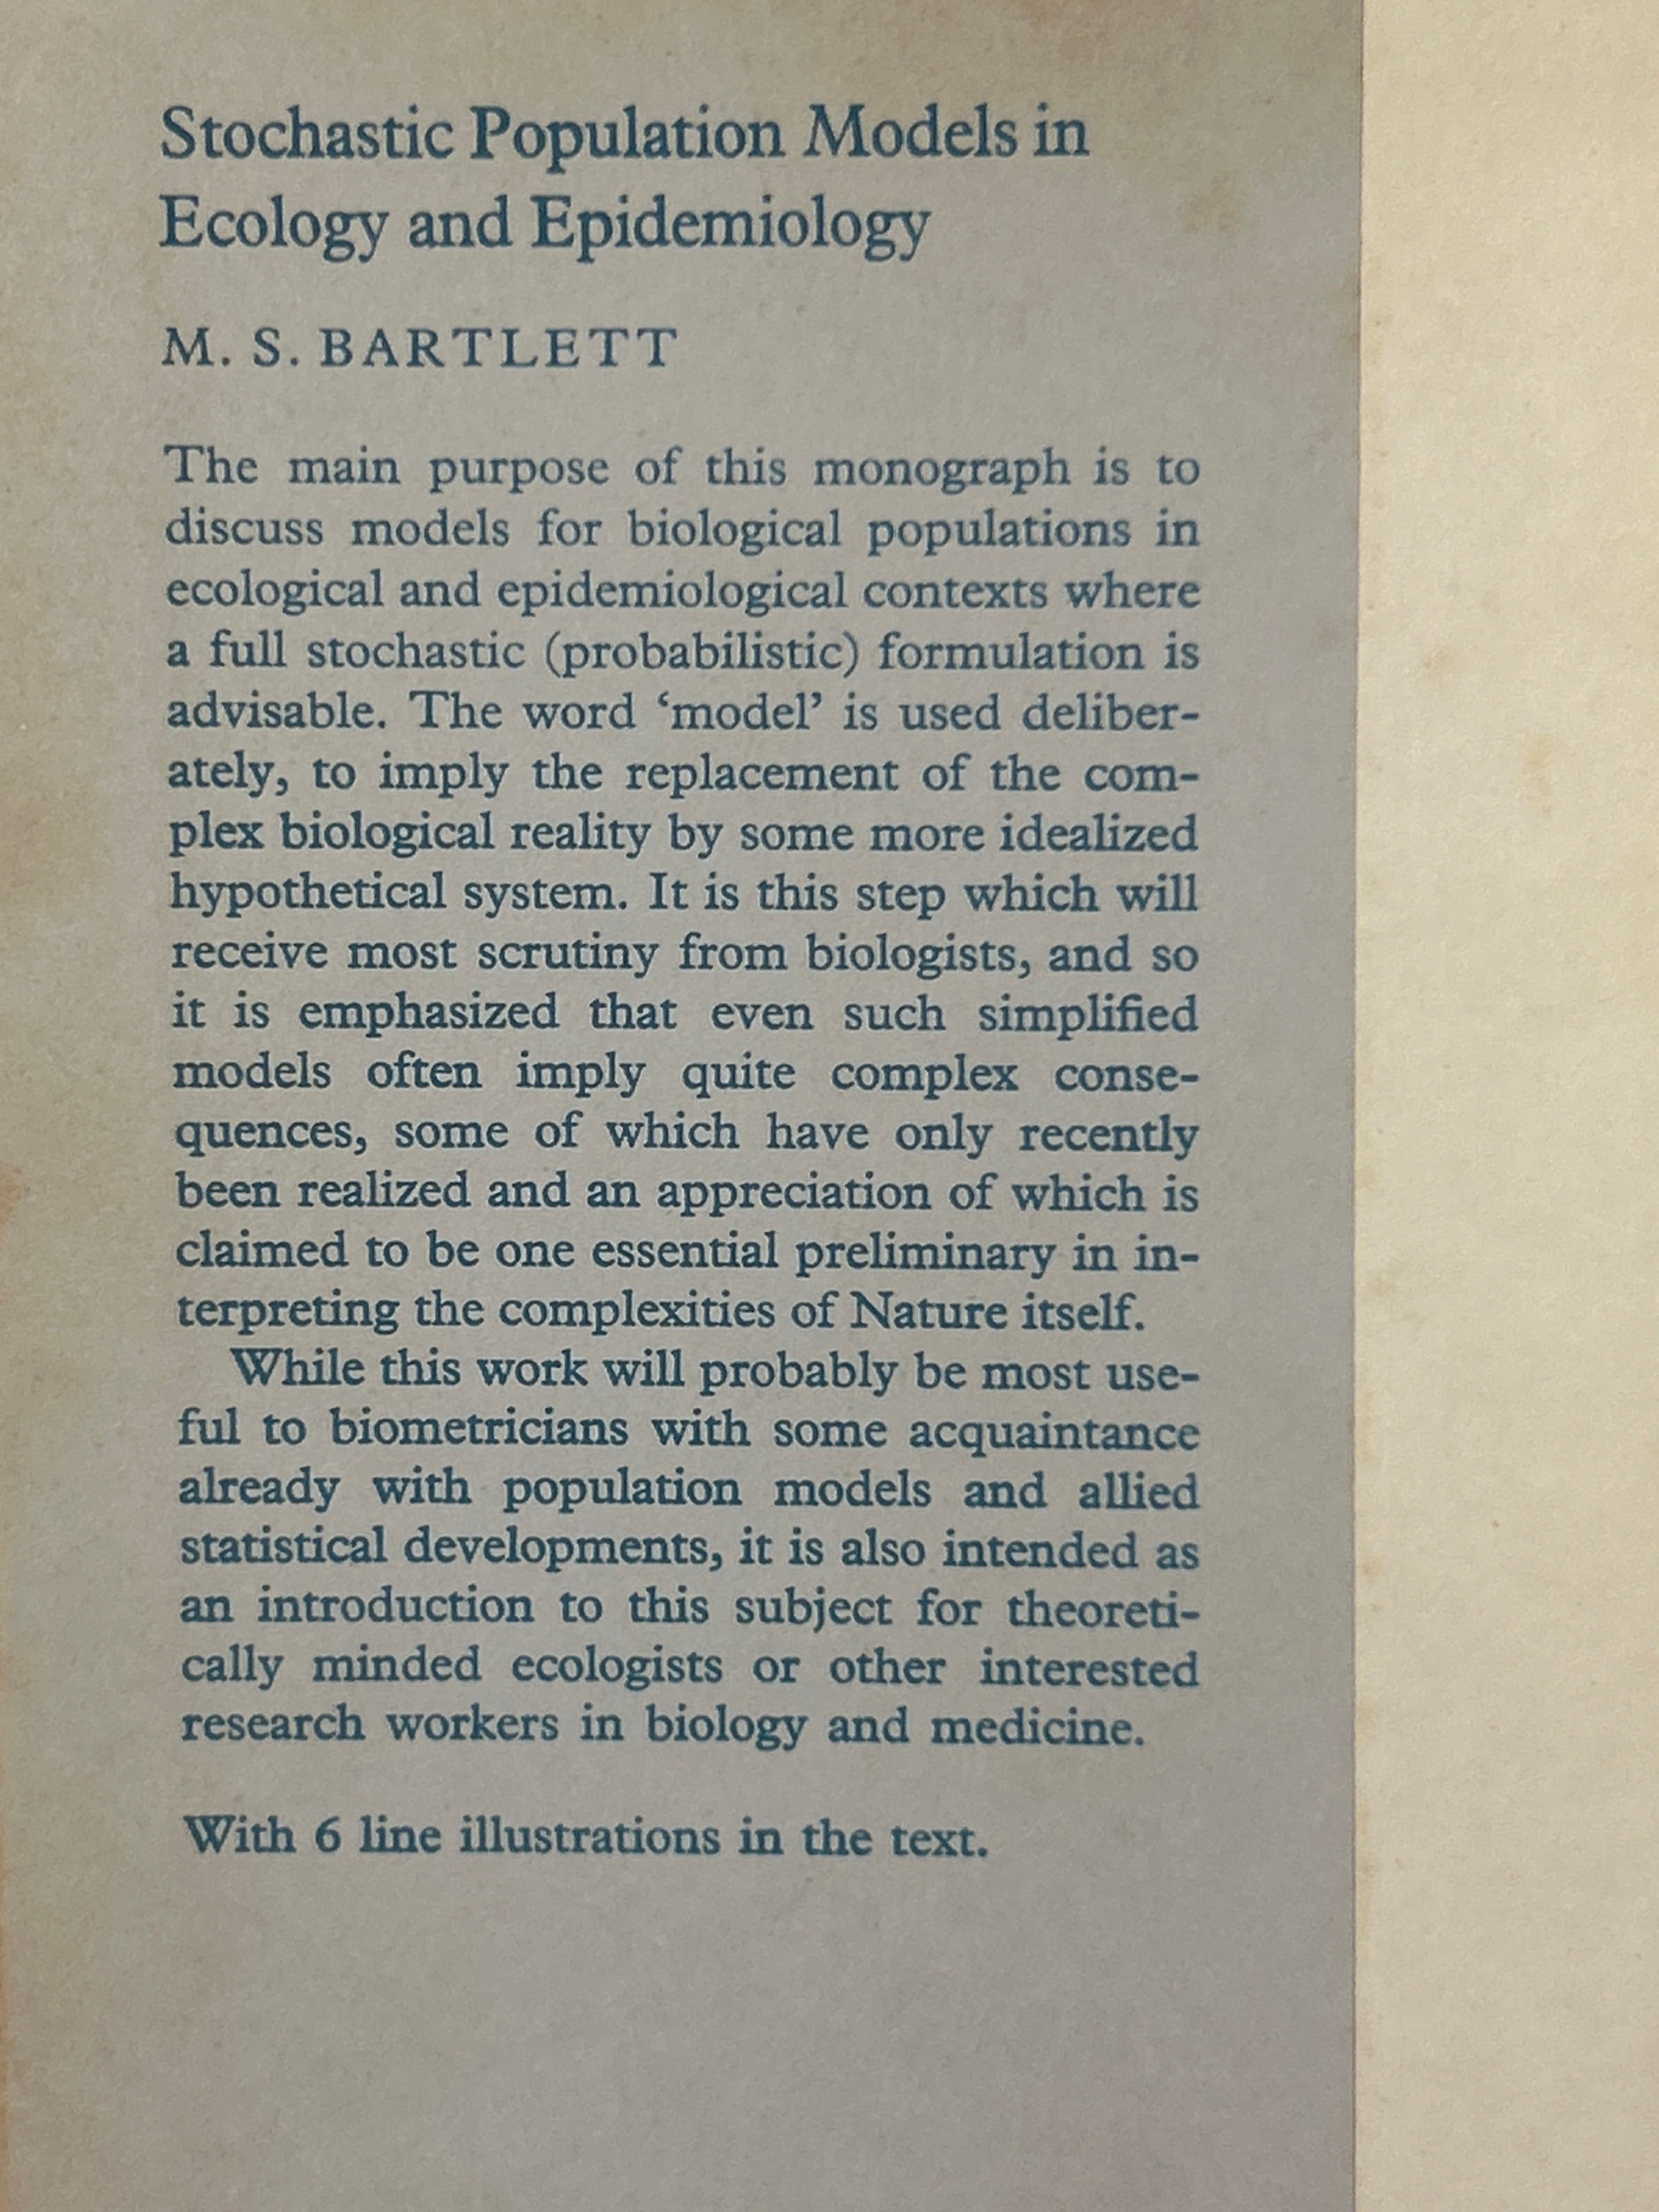 Stochastic Population Models in
Ecology and Epidemiology
M. S. BARTLETT
The main purpose of this monograph is to
discuss models for biological populations in
ecological and epidemiological contexts where
a full stochastic (probabilistic) formulation is
advisable. The word ‘model’ is used deliber-
ately, to imply the replacement of the com-
plex biological reality by some more idealized
hypothetical system. It is this step which will
receive most scrutiny from biologists, and so
it is emphasized that even such simplified
models often imply quite complex conse-
quences, some of which have only recently
been realized and an appreciation of which is
claimed to be one essential preliminary in in-
terpreting the complexities of Nature itself.
While this work will probably be most use-
ful to biometricians with some acquaintance
already with population models and allied
statistical developments, it is also intended as
an introduction to this subject for theoreti-
cally minded ecologists or other interested
research workers in biology and medicine.
With 6 line illustrations in the text.